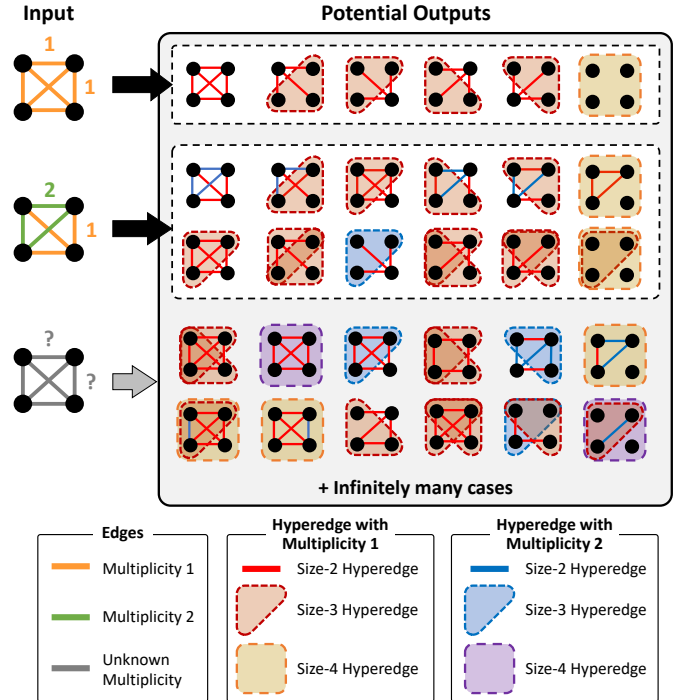 Input
Potential Outputs
1
1
2
1
?
?
+ Infinitely many cases
Edges
Multiplicity 1
Multiplicity 2
Unknown
Multiplicity
Hyperedge with
Multiplicity 1
Size-2 Hyperedge
Size-3 Hyperedge
Size-4 Hyperedge
Hyperedge with
Multiplicity 2
Size-2 Hyperedge
Size-3 Hyperedge
Size-4 Hyperedge